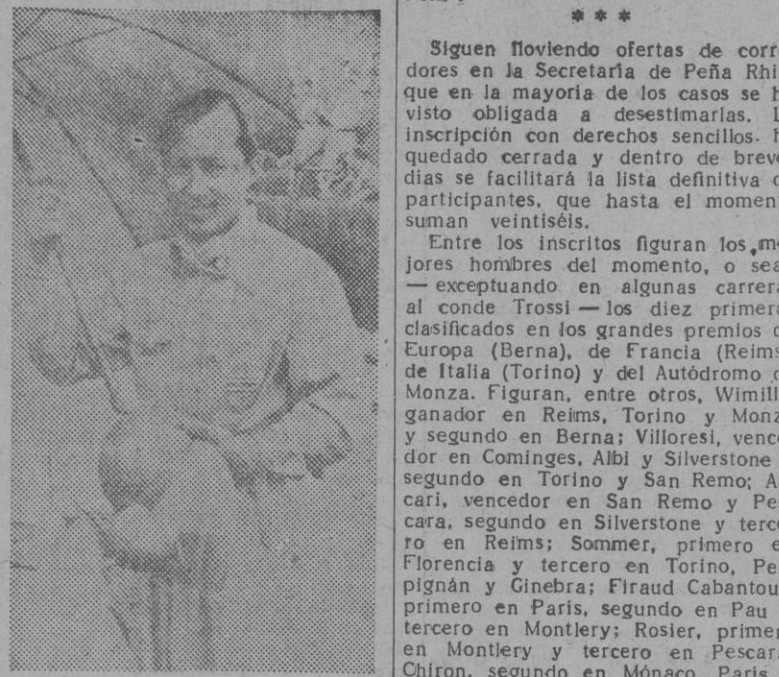 * * *
Siguen lloviendo ofertas de corre
dores en la Secretaría de Peña Rhi
que en la mayoría de los casos se h
visto obligada a desestimarlas. L
inscripción con derechos sencillos. h
quedado cerrada y dentro de breve
dias se facilitará la lista definitiva d
participantes, que hasta el moment
suman veintiséis.
Entre los inscritos figuran los me
jores hombres del momento, o sea
— exceptuando en algunas carrera
al conde Trossi — los diez primero
clasificados en los grandes premios d
Europa (Berna), de Francia (Reims
de Italia (Torino) y del Autódromo d
Monza. Figuran, entre otros, Wimill
ganador en Reims, Torino y Monz
y segundo en Berna; Villoresi, vence
dor en Cominges, Albi y Silverstone
segundo en Torino y San Remo; A
cari, vencedor en San Remo y Pe
cara, segundo en Silverstone y terce
ro en Reims; Sommer, primero e
Florencia y tercero en Torino, Pe
pignán y Ginebra; Firaud Cabantou
primero en Paris, segundo en Pau
tercero en Montlery; Rosier, primer
en Montlery y tercero en Pescar
Chiron, segundo en Mónaco, Paris